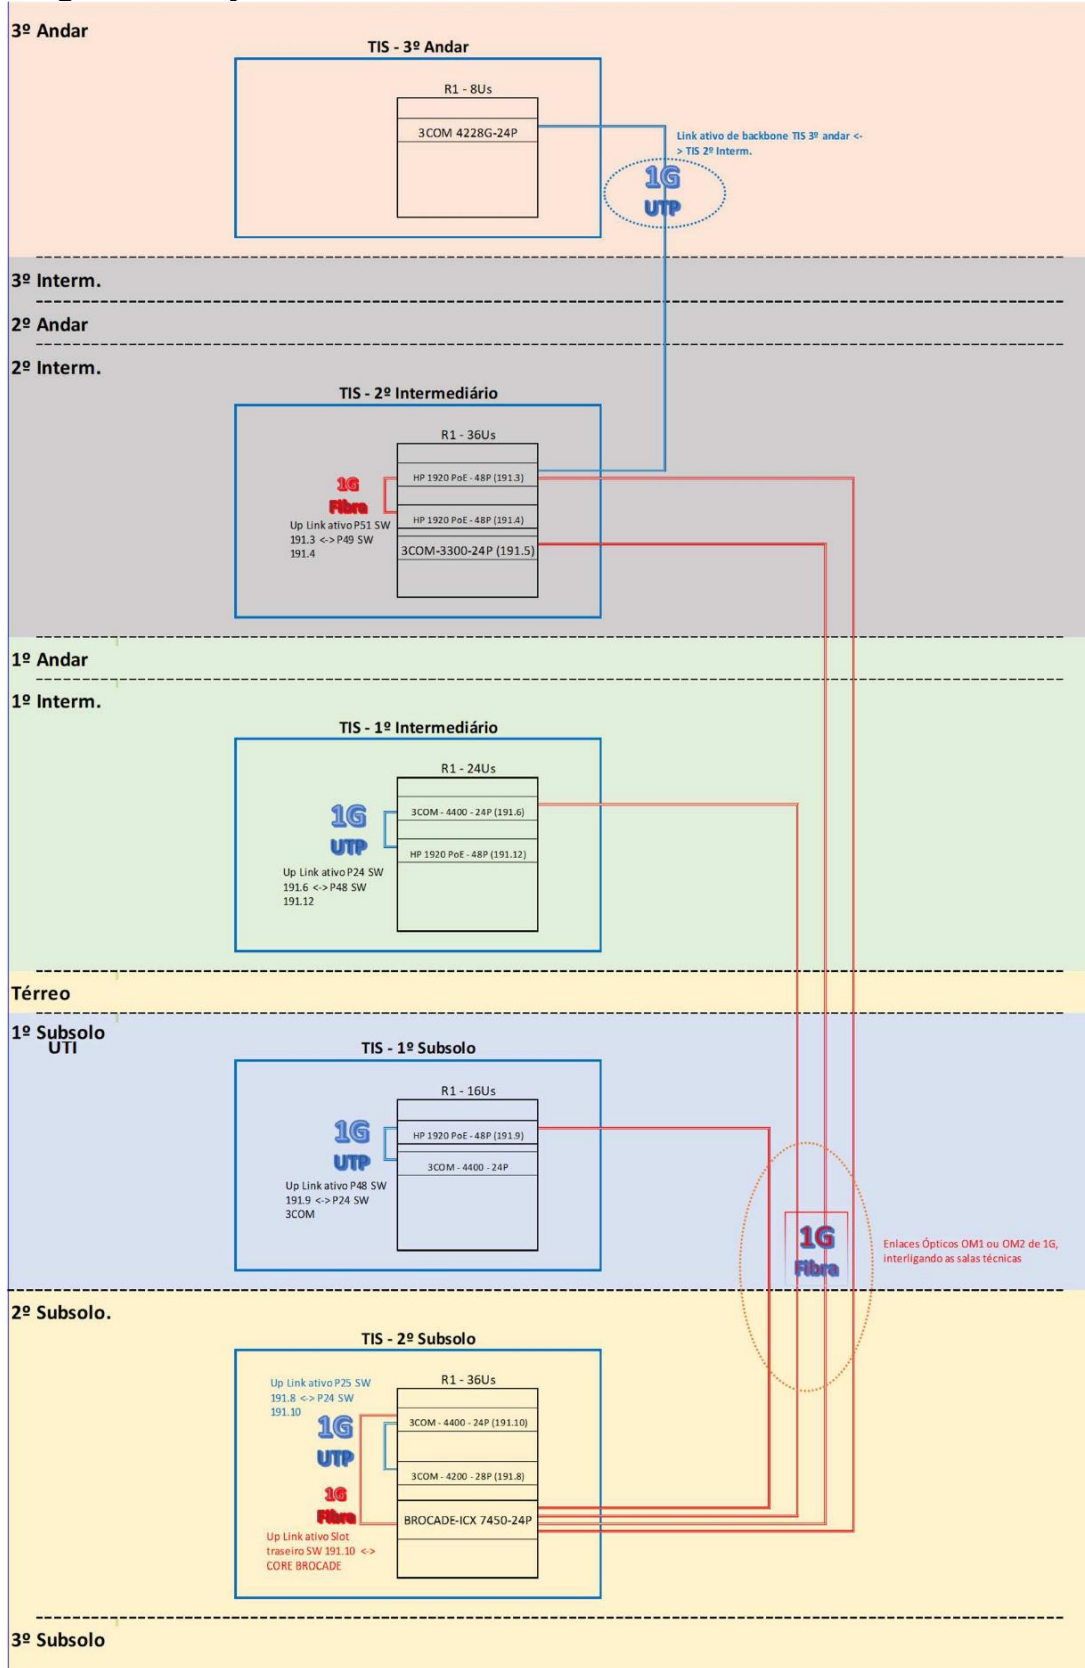 3º Andar
TIS - 3º Andar
R1 - 8Us
3COM 4228G-24P
Link ativo de backbone TIS 3º andar <-
> TIS 2º Interm.
1G
UTP
3º Interm.
2º Andar
2º Interm.
TIS - 2º Intermediário
R1 - 36Us
HP 1920 PoE - 48P (191.3)
1G
Fibra
Up Link ativo P51 SW
191.3 <-> P49 SW
191.4
HP 1920 PoE - 48P (191.4)
3COM-3300-24P (191.5)
1º Andar
1º Interm.
TIS - 1º Intermediário
R1 - 24Us
3COM - 4400 - 24P (191.6)
1G
UTP
HP 1920 PoE - 48P (191.12)
Up Link ativo P24 SW
191.6 <-> P48 SW
191.12
Térreo
1º Subsolo
UTI
TIS - 1º Subsolo
R1 - 16Us
HP 1920 PoE - 48P (191.9)
1G
UTP
3COM - 4400 - 24P
Up Link ativo P48 SW
191.9 <-> P24 SW
3COM
1G
Fibra
Enlaces Ópticos OM1 ou OM2 de 1G,
interligando as salas técnicas
2º Subsolo.
TIS - 2º Subsolo
R1 - 36Us
Up Link ativo P25 SW
191.8 <-> P24 SW
191.10
3COM - 4400 - 24P (191.10)
1G
UTP
3COM - 4200 - 28P (191.8)
1G
Fibra
BROCADE-ICX 7450-24P
Up Link ativo Slot
traseiro SW 191.10 <->
CORE BROCADE
3º Subsolo